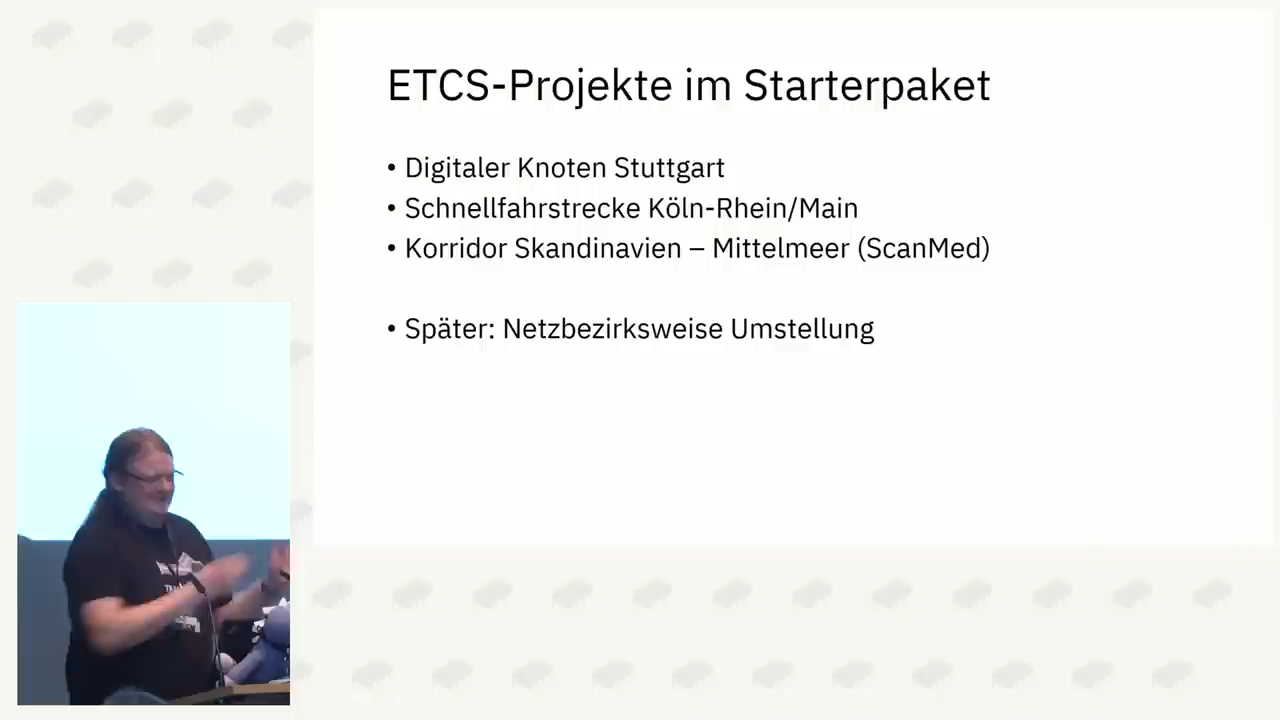 ETCS-Projekte im Starterpaket
• Digitaler Knoten Stuttgart
• Schnellfahrstrecke Köln-Rhein/Main
• Korridor Skandinavien – Mittelmeer (ScanMed)
• Später: Netzbezirksweise Umstellung